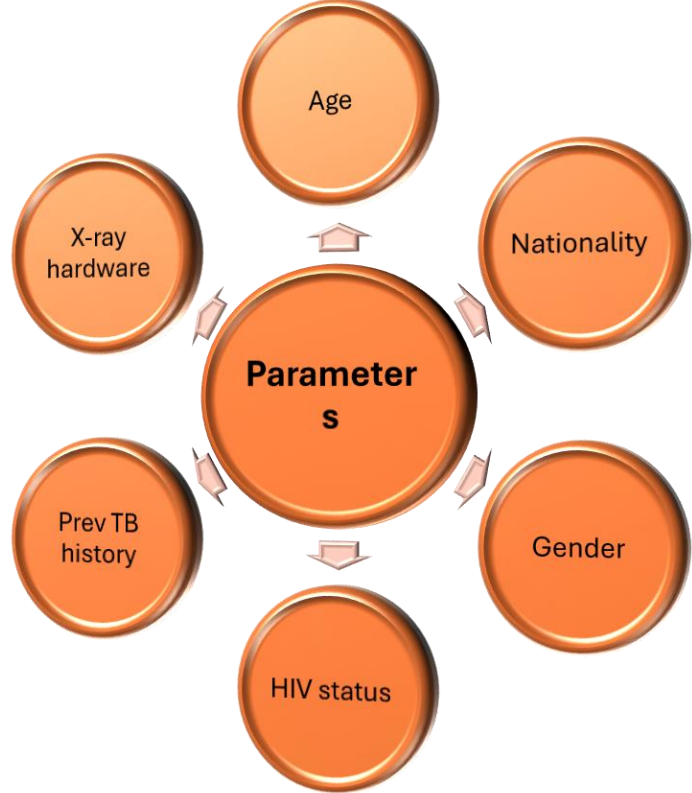 Age
Nationality
Gender
HIV status
Prev TB
history
X-ray
hardware
Parameter
s